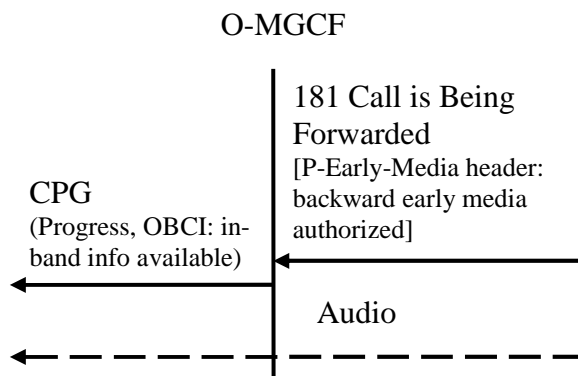 O-MGCF
181 Call is Being
Forwarded
[P-Early-Media header:
backward early media
authorized]
CPG
(Progress, OBCI: in-
band info available)
Audio